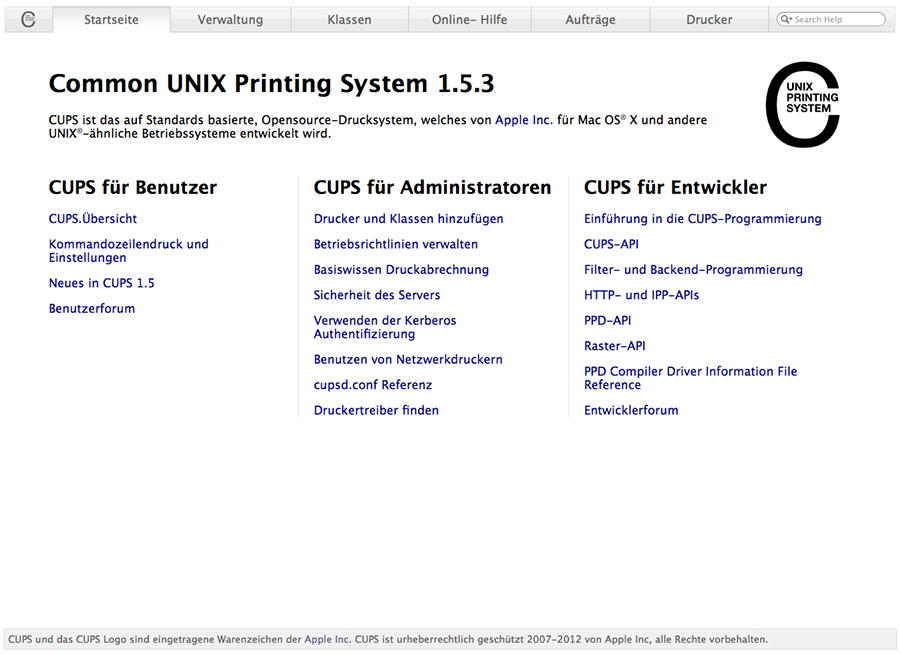 Startseite
Verwaltung
Klassen
Online- Hilfe
Aufträge
Drucker
Search Help
Common UNIX Printing System 1.5.3
CUPS ist das auf Standards basierte, Opensource-Drucksystem, welches von Apple Inc. für Mac OS® X und andere
UNIX®-ähnliche Betriebssysteme entwickelt wird.
UNIX
PRINTING
SYSTEM
CUPS für Benutzer
CUPS.Übersicht
Kommandozeilendruck und
Einstellungen
Neues in CUPS 1.5
Benutzerforum
CUPS für Administratoren
Drucker und Klassen hinzufügen
Betriebsrichtlinien verwalten
Basiswissen Druckabrechnung
Sicherheit des Servers
Verwenden der Kerberos
Authentifizierung
Benutzen von Netzwerkdruckern
cupsd.conf Referenz
Druckertreiber finden
CUPS für Entwickler
Einführung in die CUPS-Programmierung
CUPS-API
Filter- und Backend-Programmierung
HTTP- und IPP-APIs
PPD-API
Raster-API
PPD Compiler Driver Information File
Reference
Entwicklerforum
CUPS und das CUPS Logo sind eingetragene Warenzeichen der Apple Inc. CUPS ist urheberrechtlich geschützt 2007-2012 von Apple Inc, alle Rechte vorbehalten.